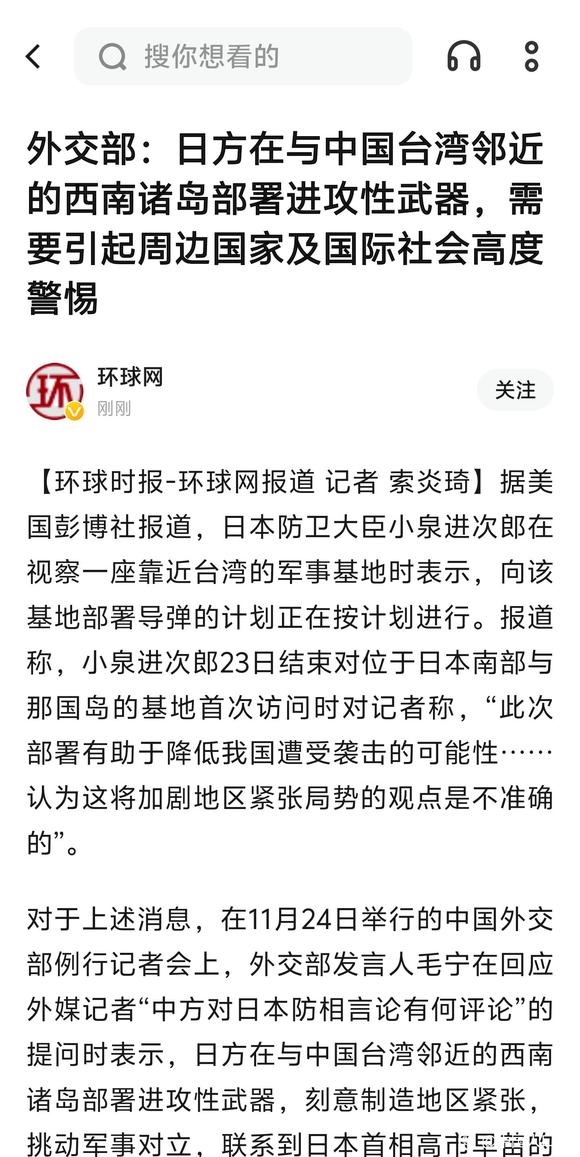 搜你想看的
外交部：日方在与中国台湾邻近
的西南诸岛部署进攻性武器，需
要引起周边国家及国际社会高度
警惕
环
环球网
刚刚
关注
【环球时报-环球网报道 记者 索炎琦】据美
国彭博社报道，日本防卫大臣小泉进次郎在
视察一座靠近台湾的军事基地时表示，向该
基地部署导弹的计划正在按计划进行。报道
称，小泉进次郎23日结束对位于日本南部与
那国岛的基地首次访问时对记者称，“此次
部署有助于降低我国遭受袭击的可能性……
认为这将加剧地区紧张局势的观点是不准确
的”。
对于上述消息，在11月24日举行的中国外交
部例行记者会上，外交部发言人毛宁在回应
外媒记者“中方对日本防相言论有何评论”的
提问时表示，日方在与中国台湾邻近的西南
诸岛部署进攻性武器，刻意制造地区紧张，
挑动军事对立，联系到日本首相高市早苗的